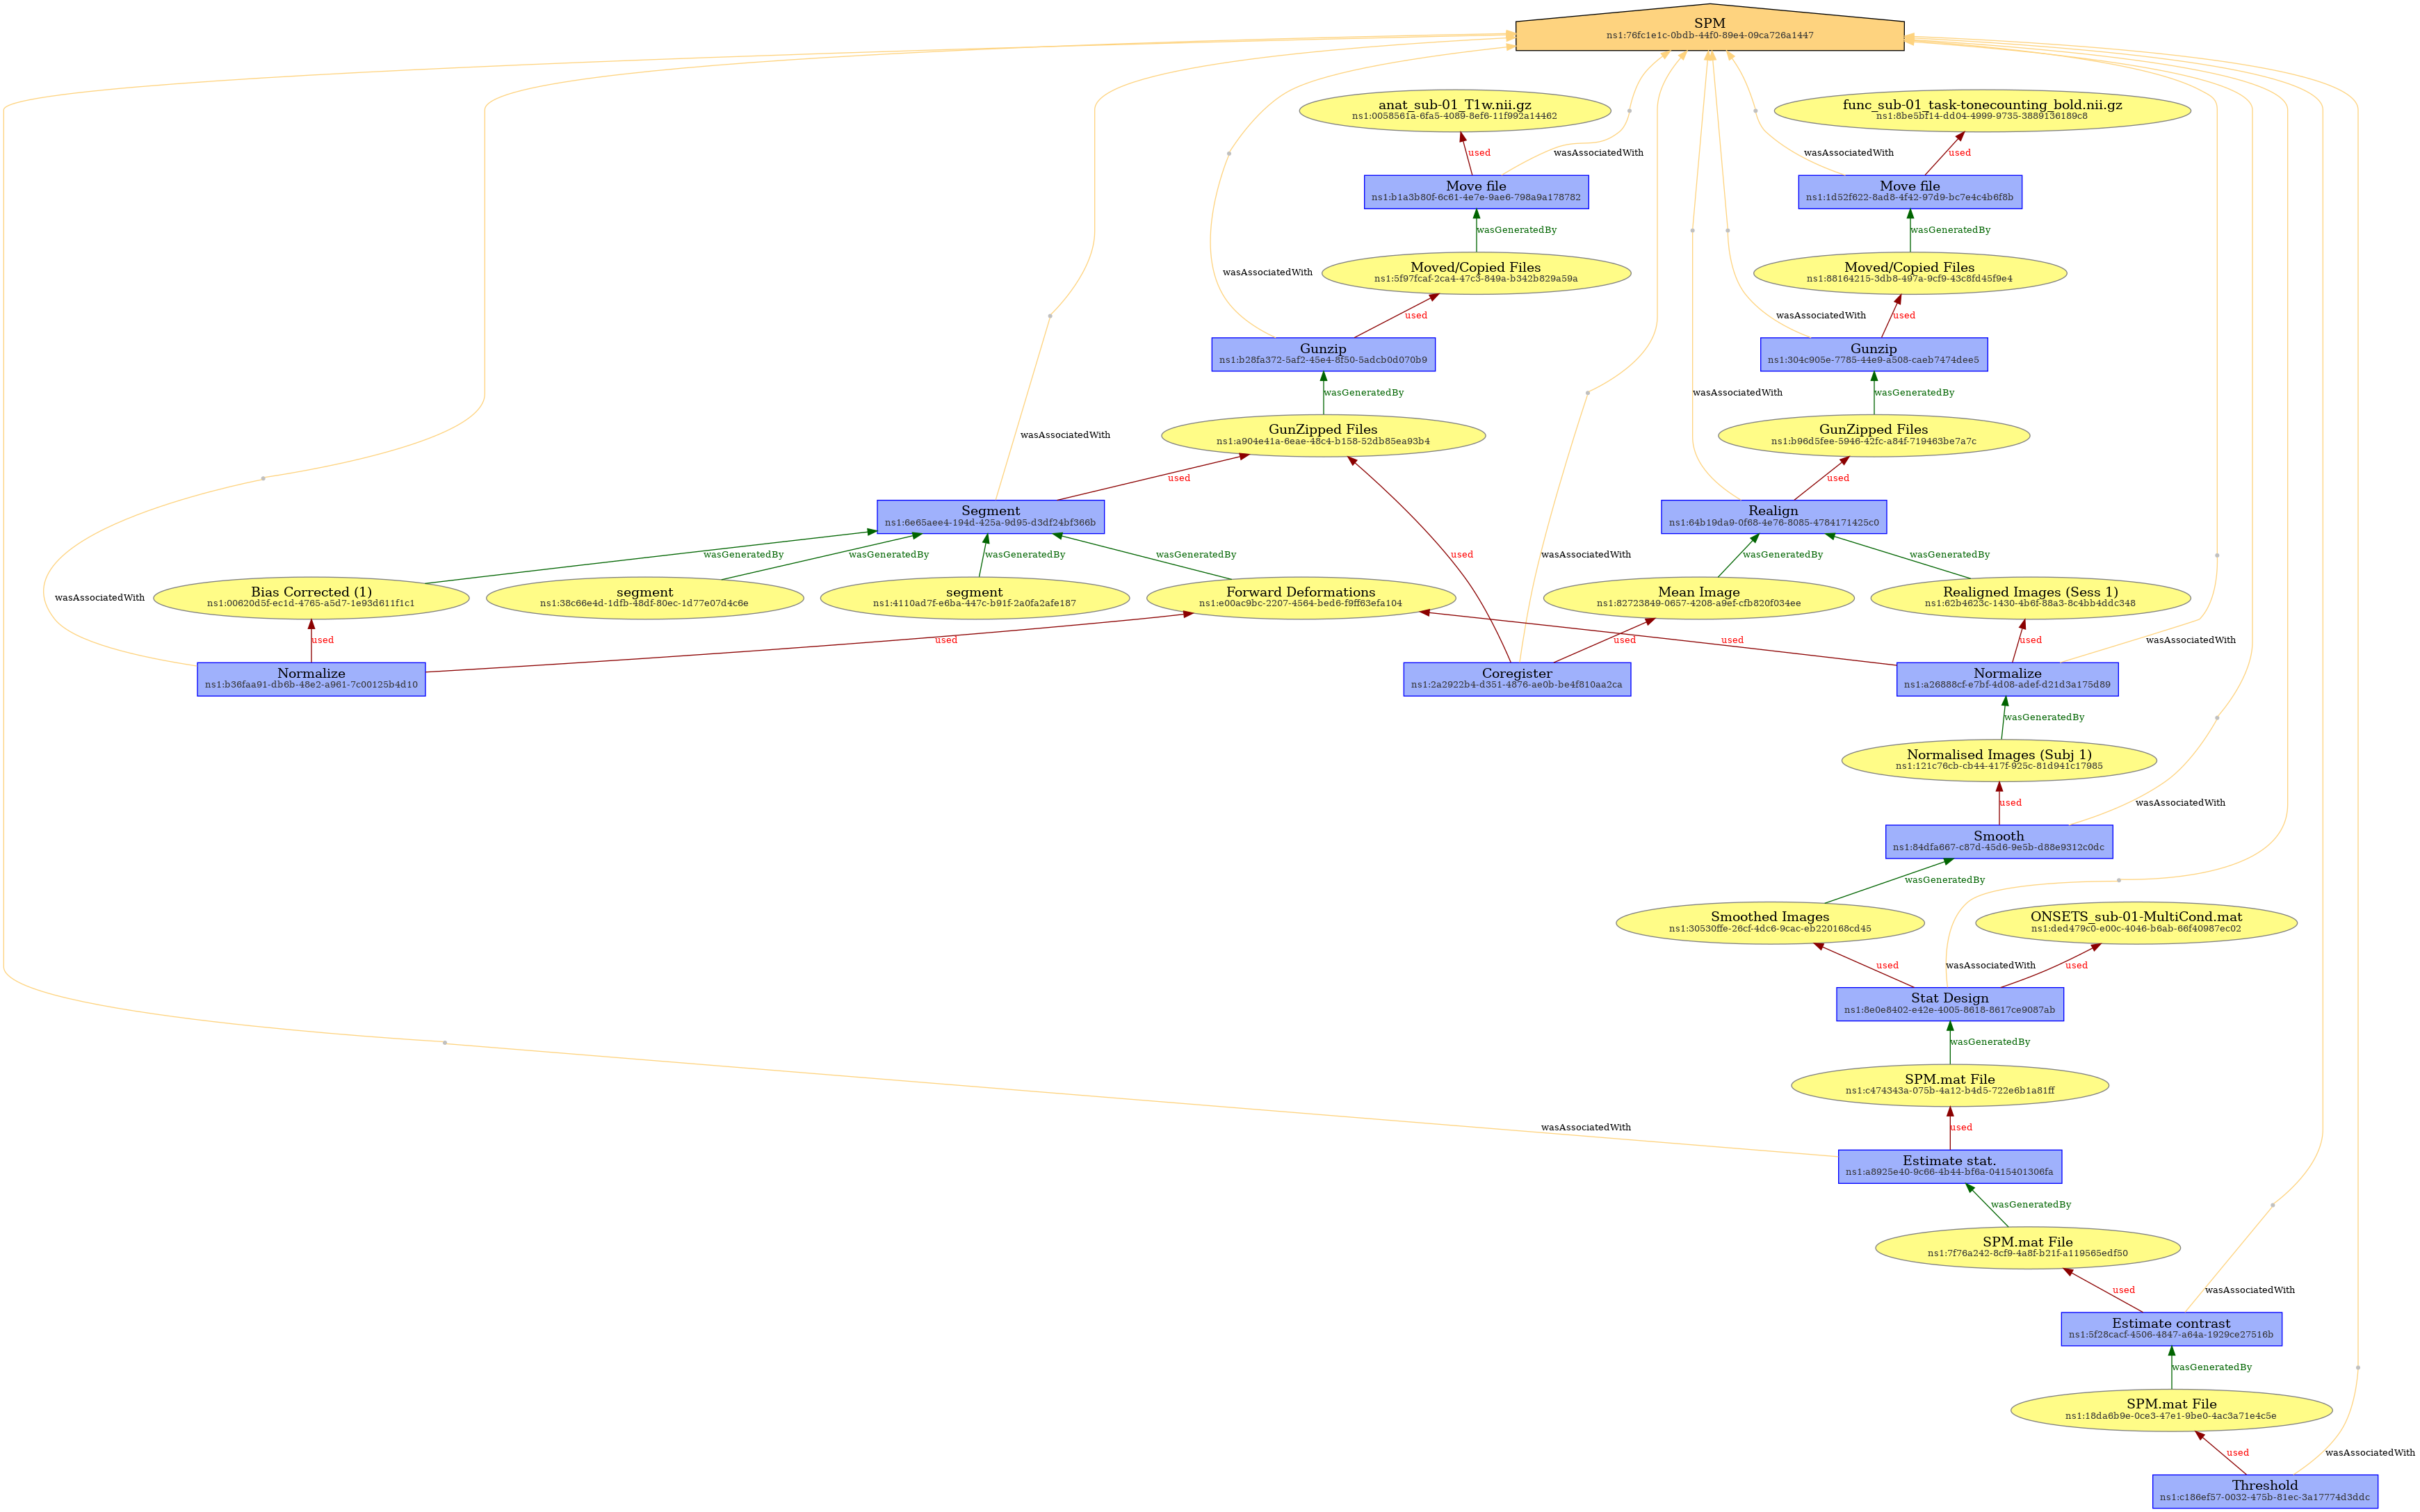 SPM
ns1:76fc1e1c-0bdb-44f0-89e4-09ca726a1447
anat_sub-01_T1w.nii.gz
ns1:0058561a-6fa5-4089-8ef6-11f992a14462
func_sub-01_task-tonecounting_bold.nii.gz
ns1:8be5bf14-dd04-4999-9735-3889136189c8
used
wasAssociatedWith
wasAssociatedWith
used
Move file
ns1:b1a3b80f-6c61-4e7e-9ae6-798a9a178782
Move file
ns1:1d52f622-8ad8-4f42-97d9-bc7e4c4b6f8b
wasGeneratedBy
wasGeneratedBy
wasAssociatedWith
Moved/Copied Files
ns1:5f97fcaf-2ca4-47c3-849a-b342b829a59a
Moved/Copied Files
ns1:88164215-3db8-497a-9cf9-43c8fd45f9e4
used
wasAssociatedWith
used
Gunzip
ns1:b28fa372-5af2-45e4-8f50-5adcb0d070b9
Gunzip
ns1:304c905e-7785-44e9-a508-caeb7474dee5
wasGeneratedBy
wasAssociatedWith
wasGeneratedBy
wasAssociatedWith
GunZipped Files
ns1:a904e41a-6eae-48c4-b158-52db85ea93b4
GunZipped Files
ns1:b96d5fee-5946-42fc-a84f-719463be7a7c
used
used
Segment
ns1:6e65aee4-194d-425a-9d95-d3df24bf366b
Realign
ns1:64b19da9-0f68-4e76-8085-4784171425c0
wasGeneratedBy
wasGeneratedBy
wasGeneratedBy
wasGeneratedBy
used
wasAssociatedWith
wasGeneratedBy
wasGeneratedBy
wasAssociatedWith
Bias Corrected (1)
ns1:00620d5f-ec1d-4765-a5d7-1e93d611f1c1
segment
ns1:38c66e4d-1dfb-48df-80ec-1d77e07d4c6e
segment
ns1:4110ad7f-e6ba-447c-b91f-2a0fa2afe187
Forward Deformations
ns1:e00ac9bc-2207-4564-bed6-f9ff63efa104
Mean Image
ns1:82723849-0657-4208-a9ef-cfb820f034ee
Realigned Images (Sess 1)
ns1:62b4623c-1430-4b6f-88a3-8c4bb4ddc348
used
used
used
used
used
wasAssociatedWith
Normalize
ns1:b36faa91-db6b-48e2-a961-7c00125b4d10
Coregister
ns1:2a2922b4-d351-4876-ae0b-be4f810aa2ca
Normalize
ns1:a26888cf-e7bf-4d08-adef-d21d3a175d89
wasGeneratedBy
Normalised Images (Subj 1)
ns1:121c76cb-cb44-417f-925c-81d941c17985
used
wasAssociatedWith
Smooth
ns1:84dfa667-c87d-45d6-9e5b-d88e9312c0dc
wasGeneratedBy
Smoothed Images
ns1:30530ffe-26cf-4dc6-9cac-eb220168cd45
ONSETS_sub-01-MultiCond.mat
ns1:ded479c0-e00c-4046-b6ab-66f40987ec02
used
wasAssociatedWith
used
Stat Design
ns1:8e0e8402-e42e-4005-8618-8617ce9087ab
wasGeneratedBy
SPM.mat File
ns1:c474343a-075b-4a12-b4d5-722e6b1a81ff
wasAssociatedWith
used
Estimate stat.
ns1:a8925e40-9c66-4b44-bf6a-0415401306fa
wasGeneratedBy
SPM.mat File
ns1:7f76a242-8cf9-4a8f-b21f-a119565edf50
used
wasAssociatedWith
Estimate contrast
ns1:5f28cacf-4506-4847-a64a-1929ce27516b
wasGeneratedBy
SPM.mat File
ns1:18da6b9e-0ce3-47e1-9be0-4ac3a71e4c5e
used
wasAssociatedWith
Threshold
ns1:c186ef57-0032-475b-81ec-3a17774d3ddc